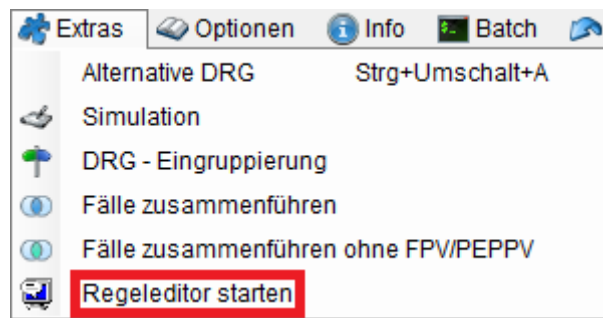 Extras Optionen Info Batch
Alternative DRG Strg+Umschalt+A
Simulation
DRG - Eingruppierung
Fälle zusammenführen
Fälle zusammenführen ohne FPV/PEPPV
Regeleditor starten